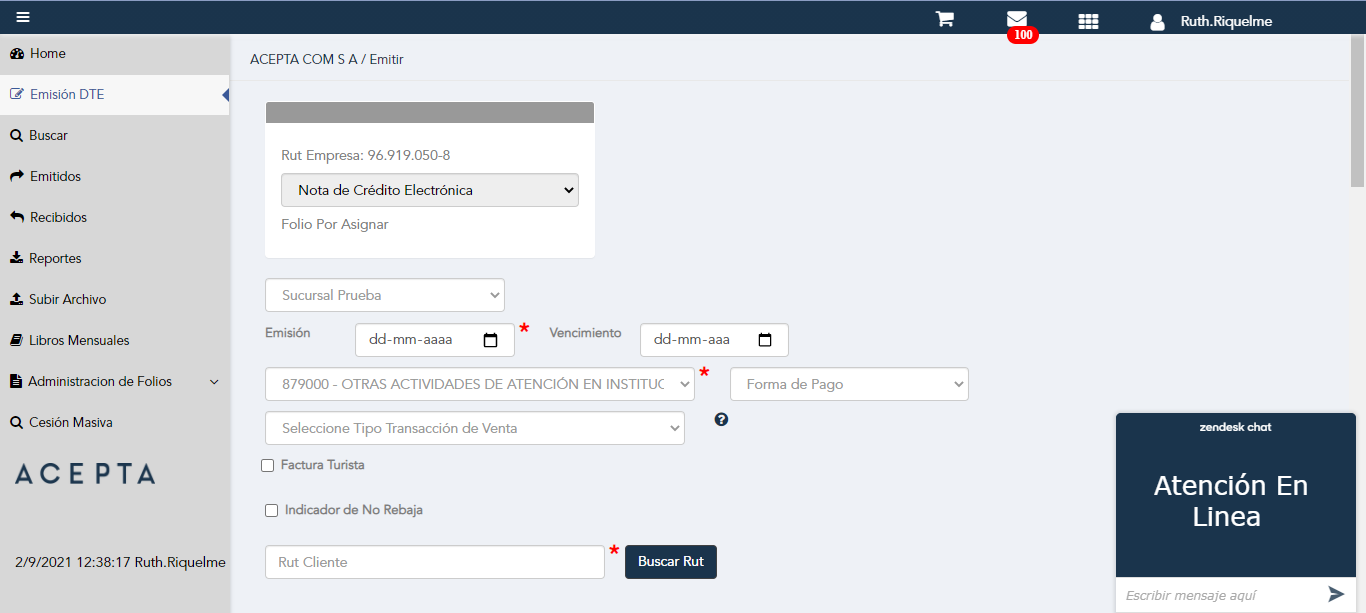 Ruth.Riquelme
100
Home
ACEPTA COM S A / Emitir
Emisión DTE
Buscar
Emitidos
Recibidos
Reportes
Subir Archivo
Libros Mensuales
Administracion de Folios
Cesión Masiva
ACEPTA
2/9/2021 12:38:17 Ruth.Riquelme
Rut Empresa: 96.919.050-8
Nota de Crédito Electrónica
Folio Por Asignar
Sucursal Prueba
Emisión dd-mm-aaaa * Vencimiento dd-mm-aaa
879000 - OTRAS ACTIVIDADES DE ATENCIÓN EN INSTITUC * Forma de Pago
Seleccione Tipo Transacción de Venta ?
Factura Turista
Indicador de No Rebaja
Rut Cliente * Buscar Rut
zendesk chat
Atención En
Linea
Escribir mensaje aquí